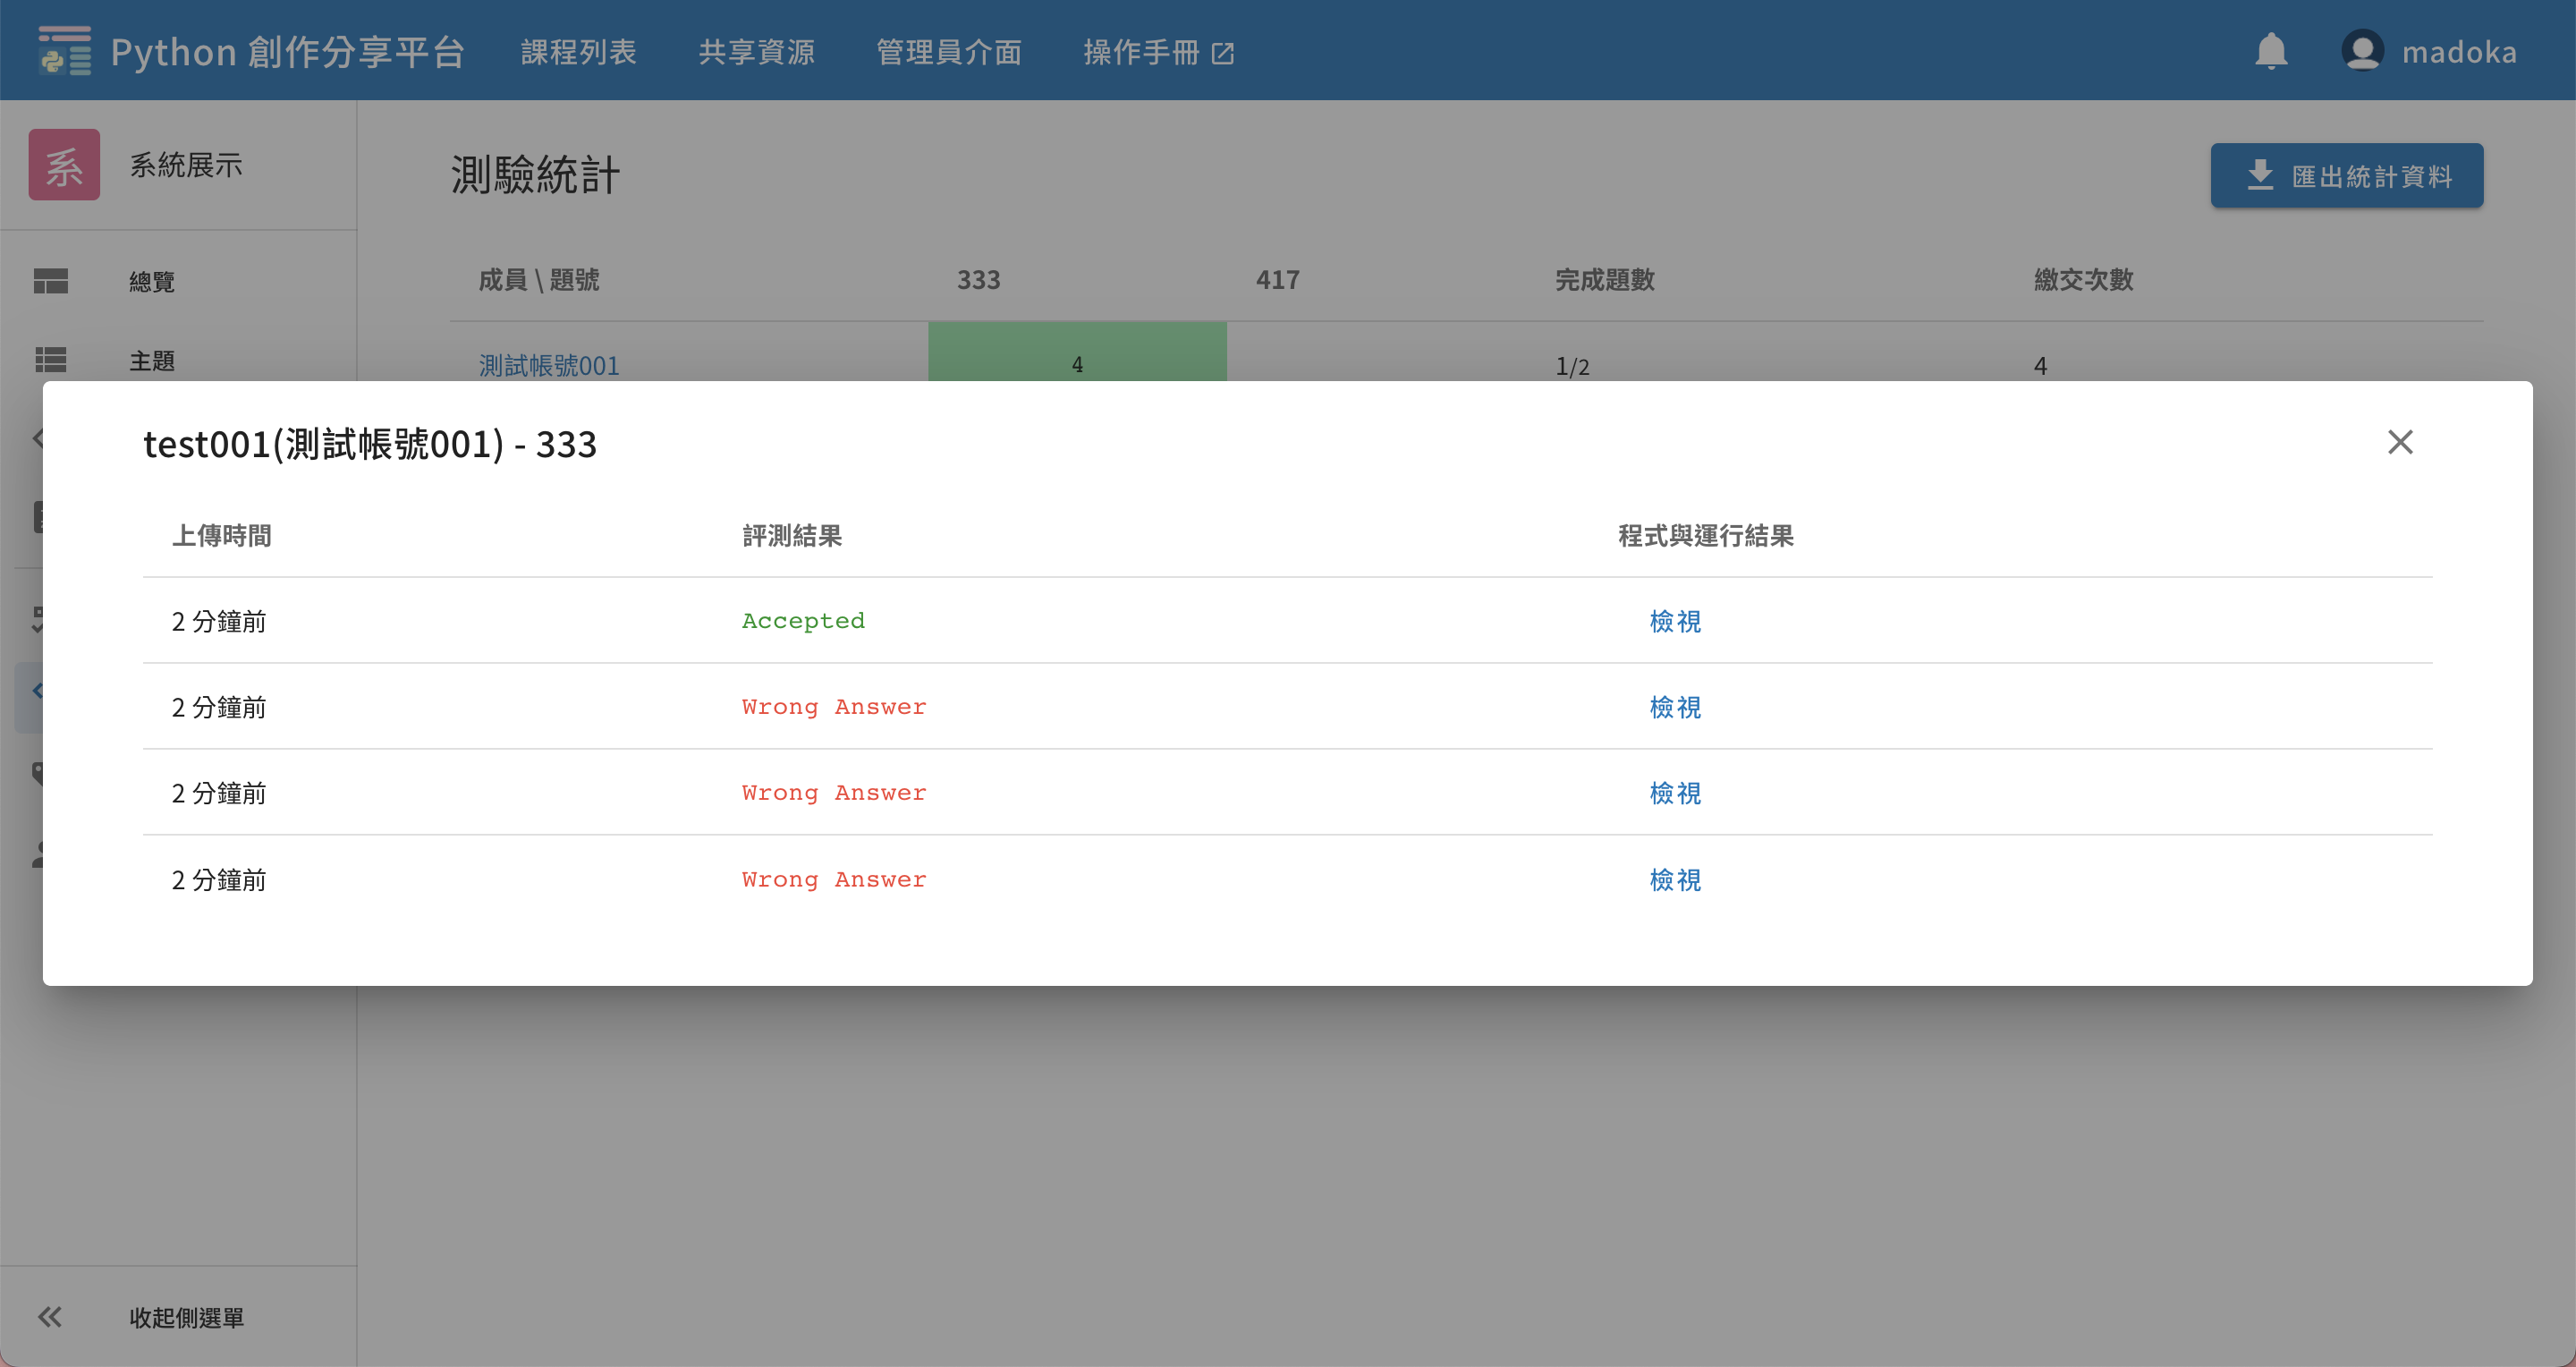 Python 創作分享平台 課程列表 共享資源 管理員介面 操作手冊 madoka
系 系統展示
測驗統計
匯出統計資料
總覽
主題
成員 \ 題號 333 417 完成題數 繳交次數
測試帳號001 4 1/2 4
test001(測試帳號001) - 333
上傳時間 評測結果 程式與運行結果
2 分鐘前 Accepted 檢視
2 分鐘前 Wrong Answer 檢視
2 分鐘前 Wrong Answer 檢視
2 分鐘前 Wrong Answer 檢視
收起側選單